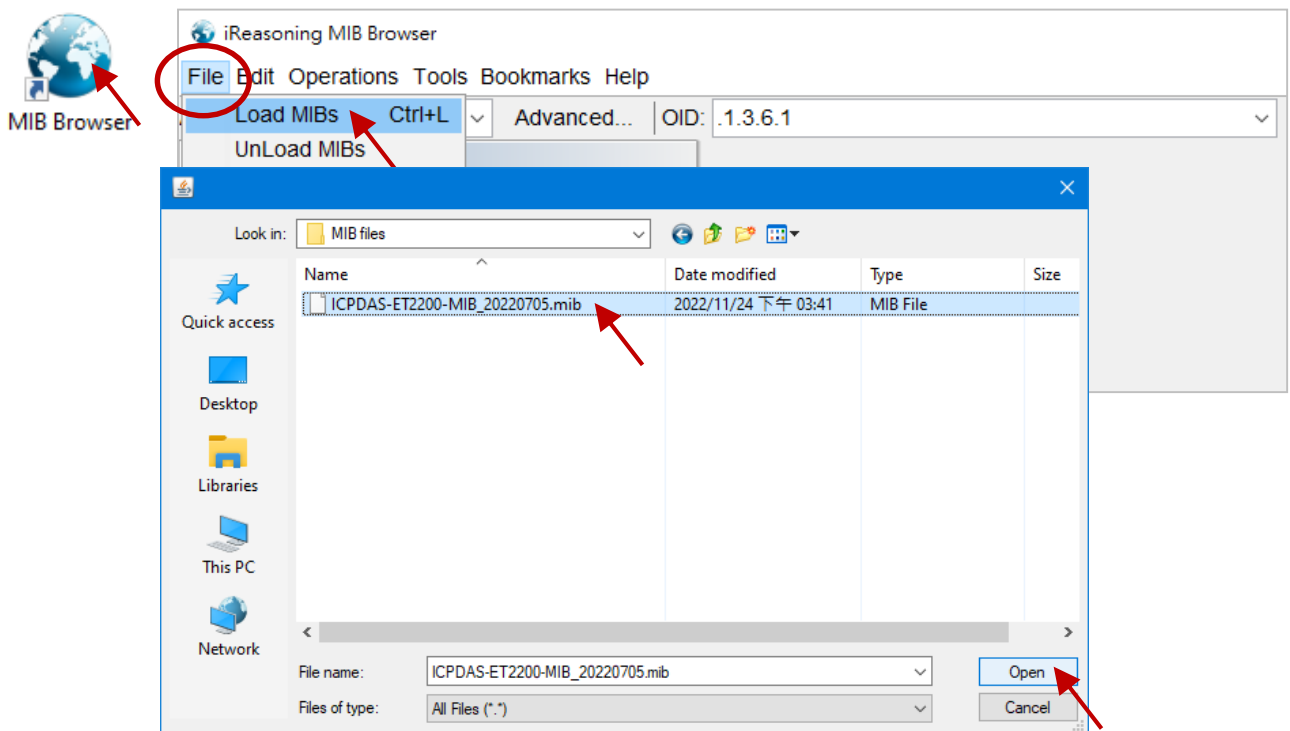 MIB Browser
iReasoning MIB Browser
File Edit Operations Tools Bookmarks Help
Load MIBs Ctrl+L
Advanced... OID: .1.3.6.1
UnLoad MIBs
Look in: MIB files
Name Date modified Type Size
ICPDAS-ET2200-MIB_20220705.mib 2022/11/24 下午 03:41 MIB File
Quick access
Desktop
Libraries
This PC
Network
File name: ICPDAS-ET2200-MIB_20220705.mib Open
Files of type: All Files (*.*) Cancel